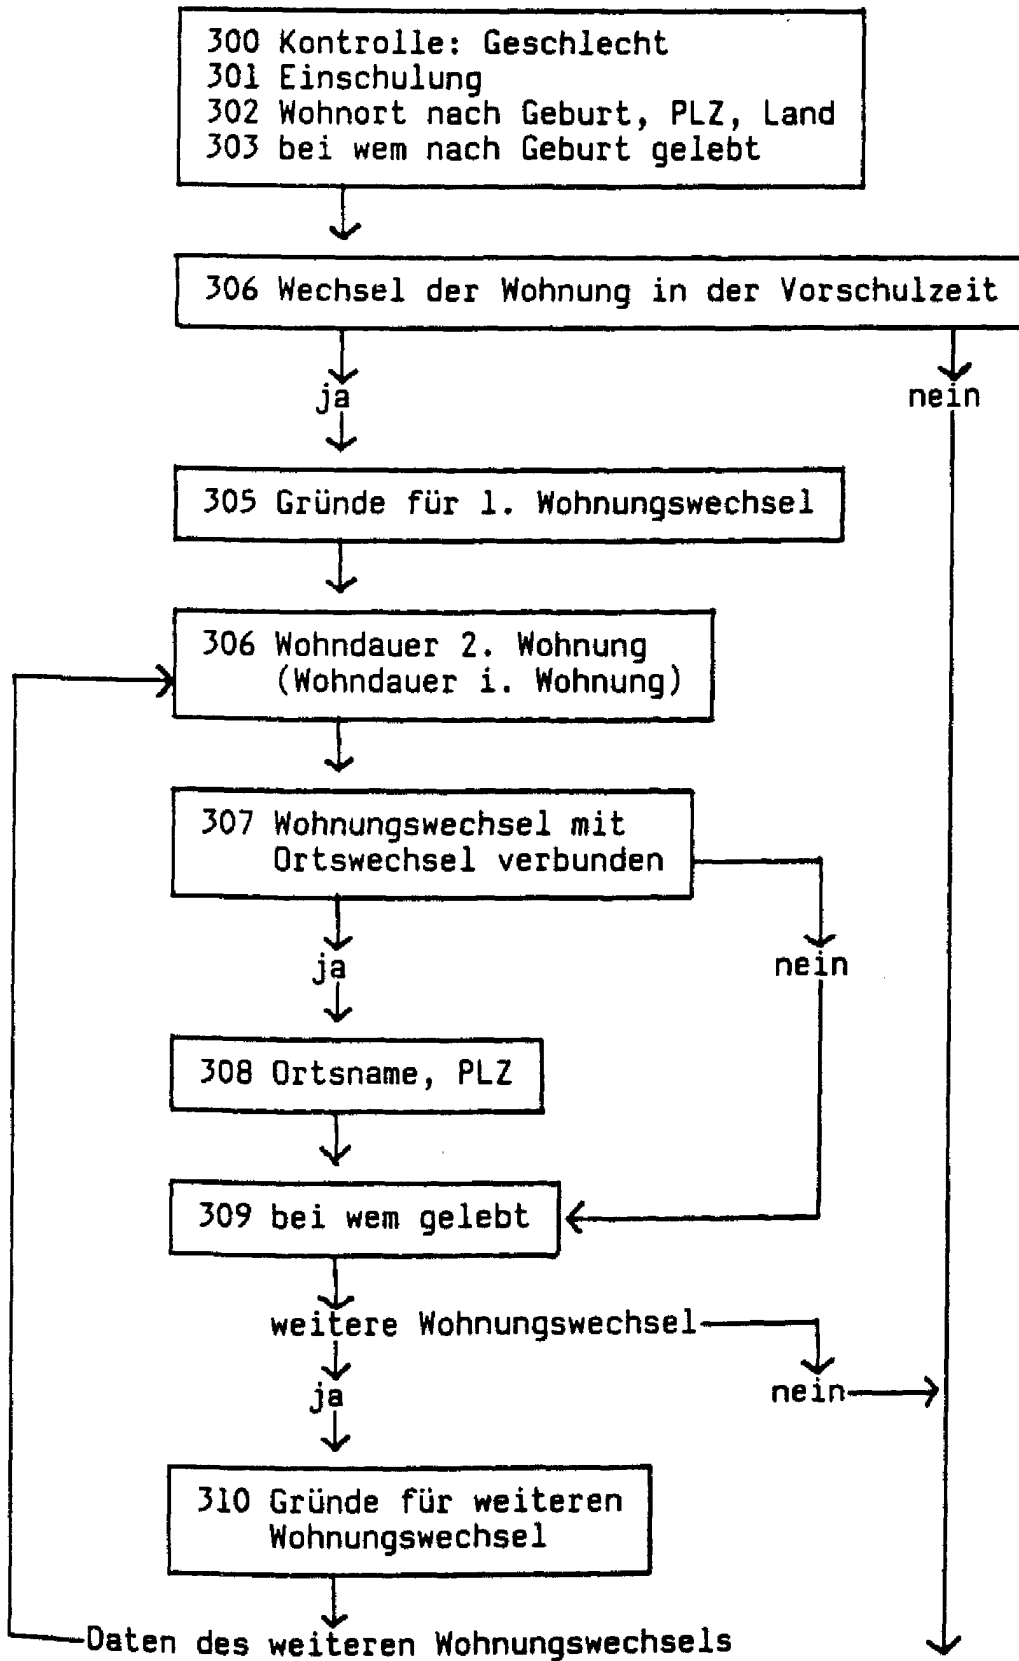 300 Kontrolle: Geschlecht
301 Einschulung
302 Wohnort nach Geburt, PLZ, Land
303 bei wem nach Geburt gelebt
306 Wechsel der Wohnung in der Vorschulzeit
ja
nein
305 Gründe für 1. Wohnungswechsel
306 Wohndauer 2. Wohnung
(Wohndauer i. Wohnung)
307 Wohnungswechsel mit
Ortswechsel verbunden
ja
nein
308 Ortsname, PLZ
309 bei wem gelebt
weitere Wohnungswechsel
ja
nein
310 Gründe für weiteren
Wohnungswechsel
Daten des weiteren Wohnungswechsels